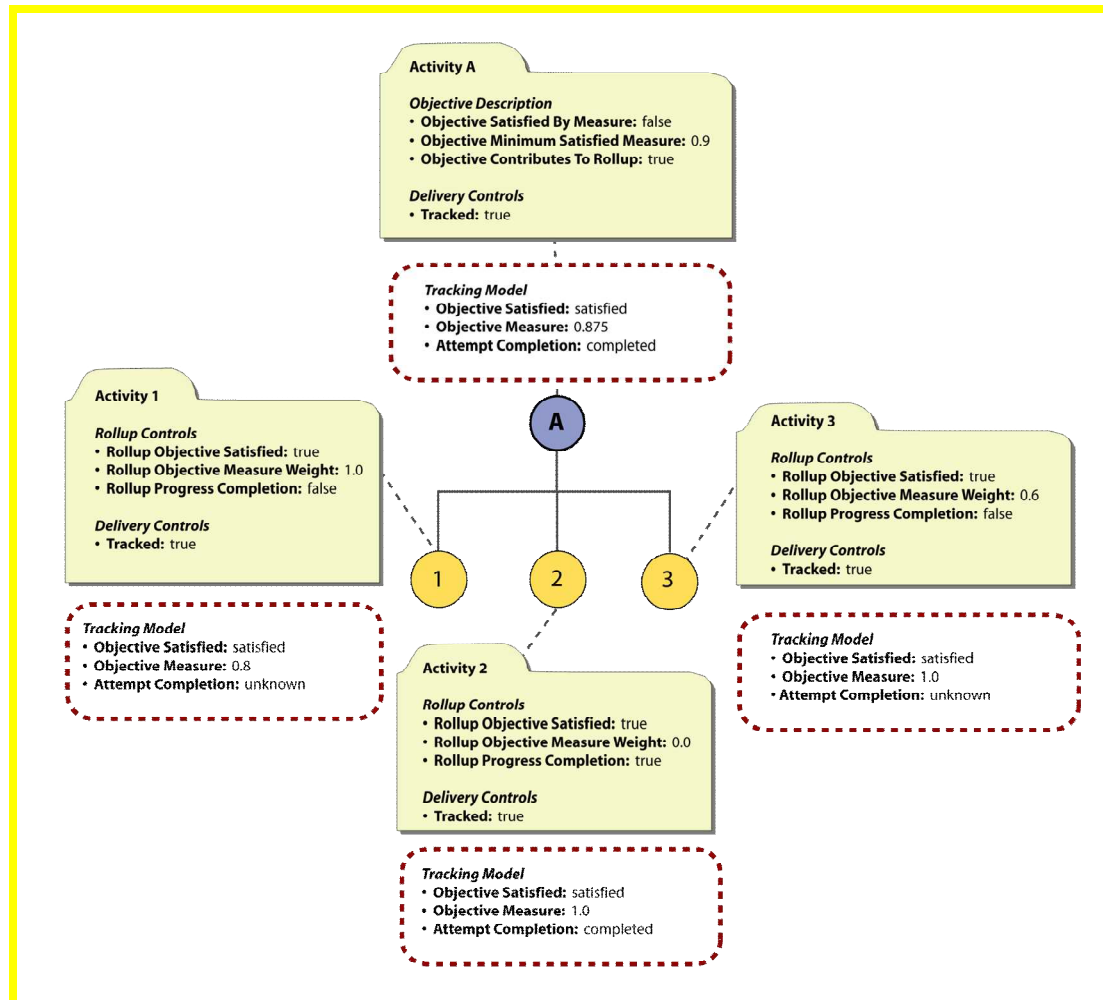 Activity A
Objective Description
• Objective Satisfied By Measure: false
• Objective Minimum Satisfied Measure: 0.9
• Objective Contributes To Rollup: true
Delivery Controls
• Tracked: true
Tracking Model
• Objective Satisfied: satisfied
• Objective Measure: 0.875
• Attempt Completion: completed
A
Activity 1
Rollup Controls
• Rollup Objective Satisfied: true
• Rollup Objective Measure Weight: 1.0
• Rollup Progress Completion: false
Delivery Controls
• Tracked: true
Activity 3
Rollup Controls
• Rollup Objective Satisfied: true
• Rollup Objective Measure Weight: 0.6
• Rollup Progress Completion: false
Delivery Controls
• Tracked: true
1
2
3
Tracking Model
• Objective Satisfied: satisfied
• Objective Measure: 0.8
• Attempt Completion: unknown
Tracking Model
• Objective Satisfied: satisfied
• Objective Measure: 1.0
• Attempt Completion: unknown
Activity 2
Rollup Controls
• Rollup Objective Satisfied: true
• Rollup Objective Measure Weight: 0.0
• Rollup Progress Completion: true
Delivery Controls
• Tracked: true
Tracking Model
• Objective Satisfied: satisfied
• Objective Measure: 1.0
• Attempt Completion: completed